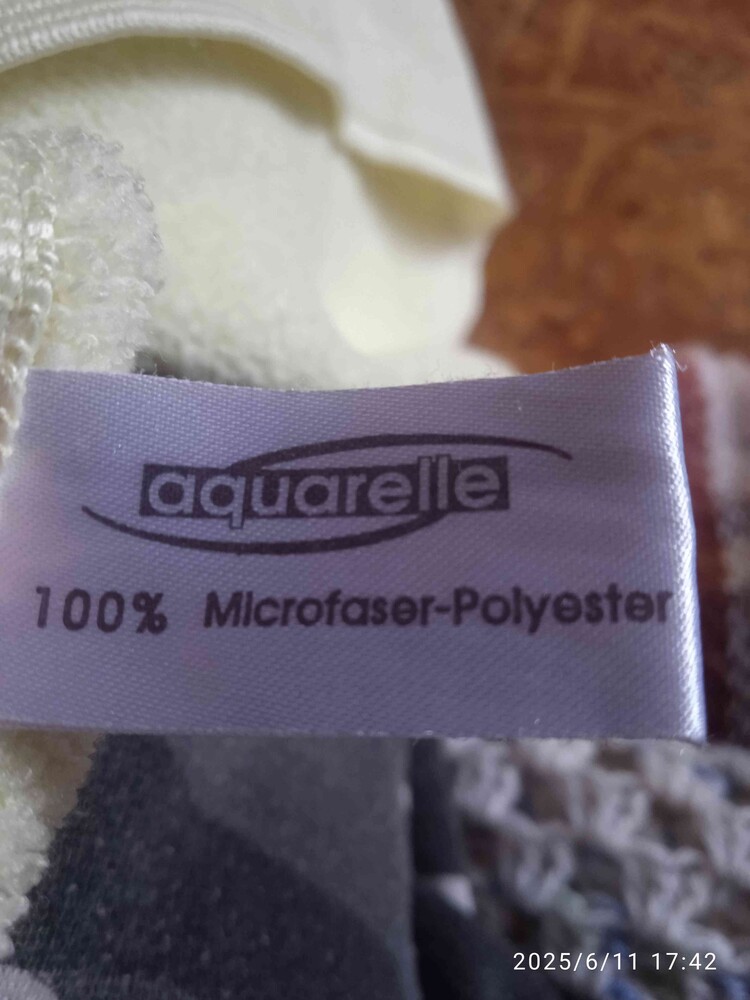 aquarelle
100% Microfaser-Polyester
2025/6/11 17:42